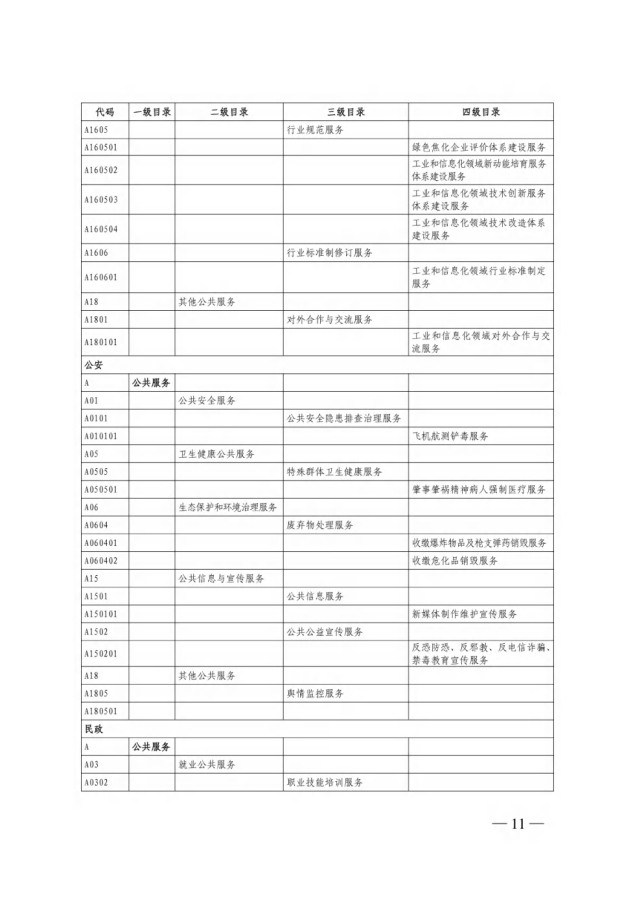 代码 一级目录 二级目录 三级目录 四级目录
A1605 行业规范服务
A160501 绿色焦化企业评价体系建设服务
A160502 工业和信息化领域新动能培育服务
体系建设服务
A160503 工业和信息化领域技术创新服务
体系建设服务
A160504 工业和信息化领域技术改造体系
建设服务
A1606 行业标准制修订服务
A160601 工业和信息化领域行业标准制定
服务
A18 其他公共服务
A1801 对外合作与交流服务
A180101 工业和信息化领域对外合作与交
流服务
公安
A 公共服务
A01 公共安全服务
A0101 公共安全隐患排查治理服务
A010101 飞机航测铲毒服务
A05 卫生健康公共服务
A0505 特殊群体卫生健康服务
A050501 肇事肇祸精神病人强制医疗服务
A06 生态保护和环境治理服务
A0604 废弃物处理服务
A060401 收缴爆炸物品及枪支弹药销毁服务
A060402 收缴危化品销毁服务
A15 公共信息与宣传服务
A1501 公共信息服务
A150101 新媒体制作维护宣传服务
A1502 公共公益宣传服务
A150201 反恐防恐、反邪教、反电信诈骗、
禁毒教育宣传服务
A18 其他公共服务
A1805 舆情监控服务
A180501
民政
A 公共服务
A03 就业公共服务
A0302 职业技能培训服务
— 11 —